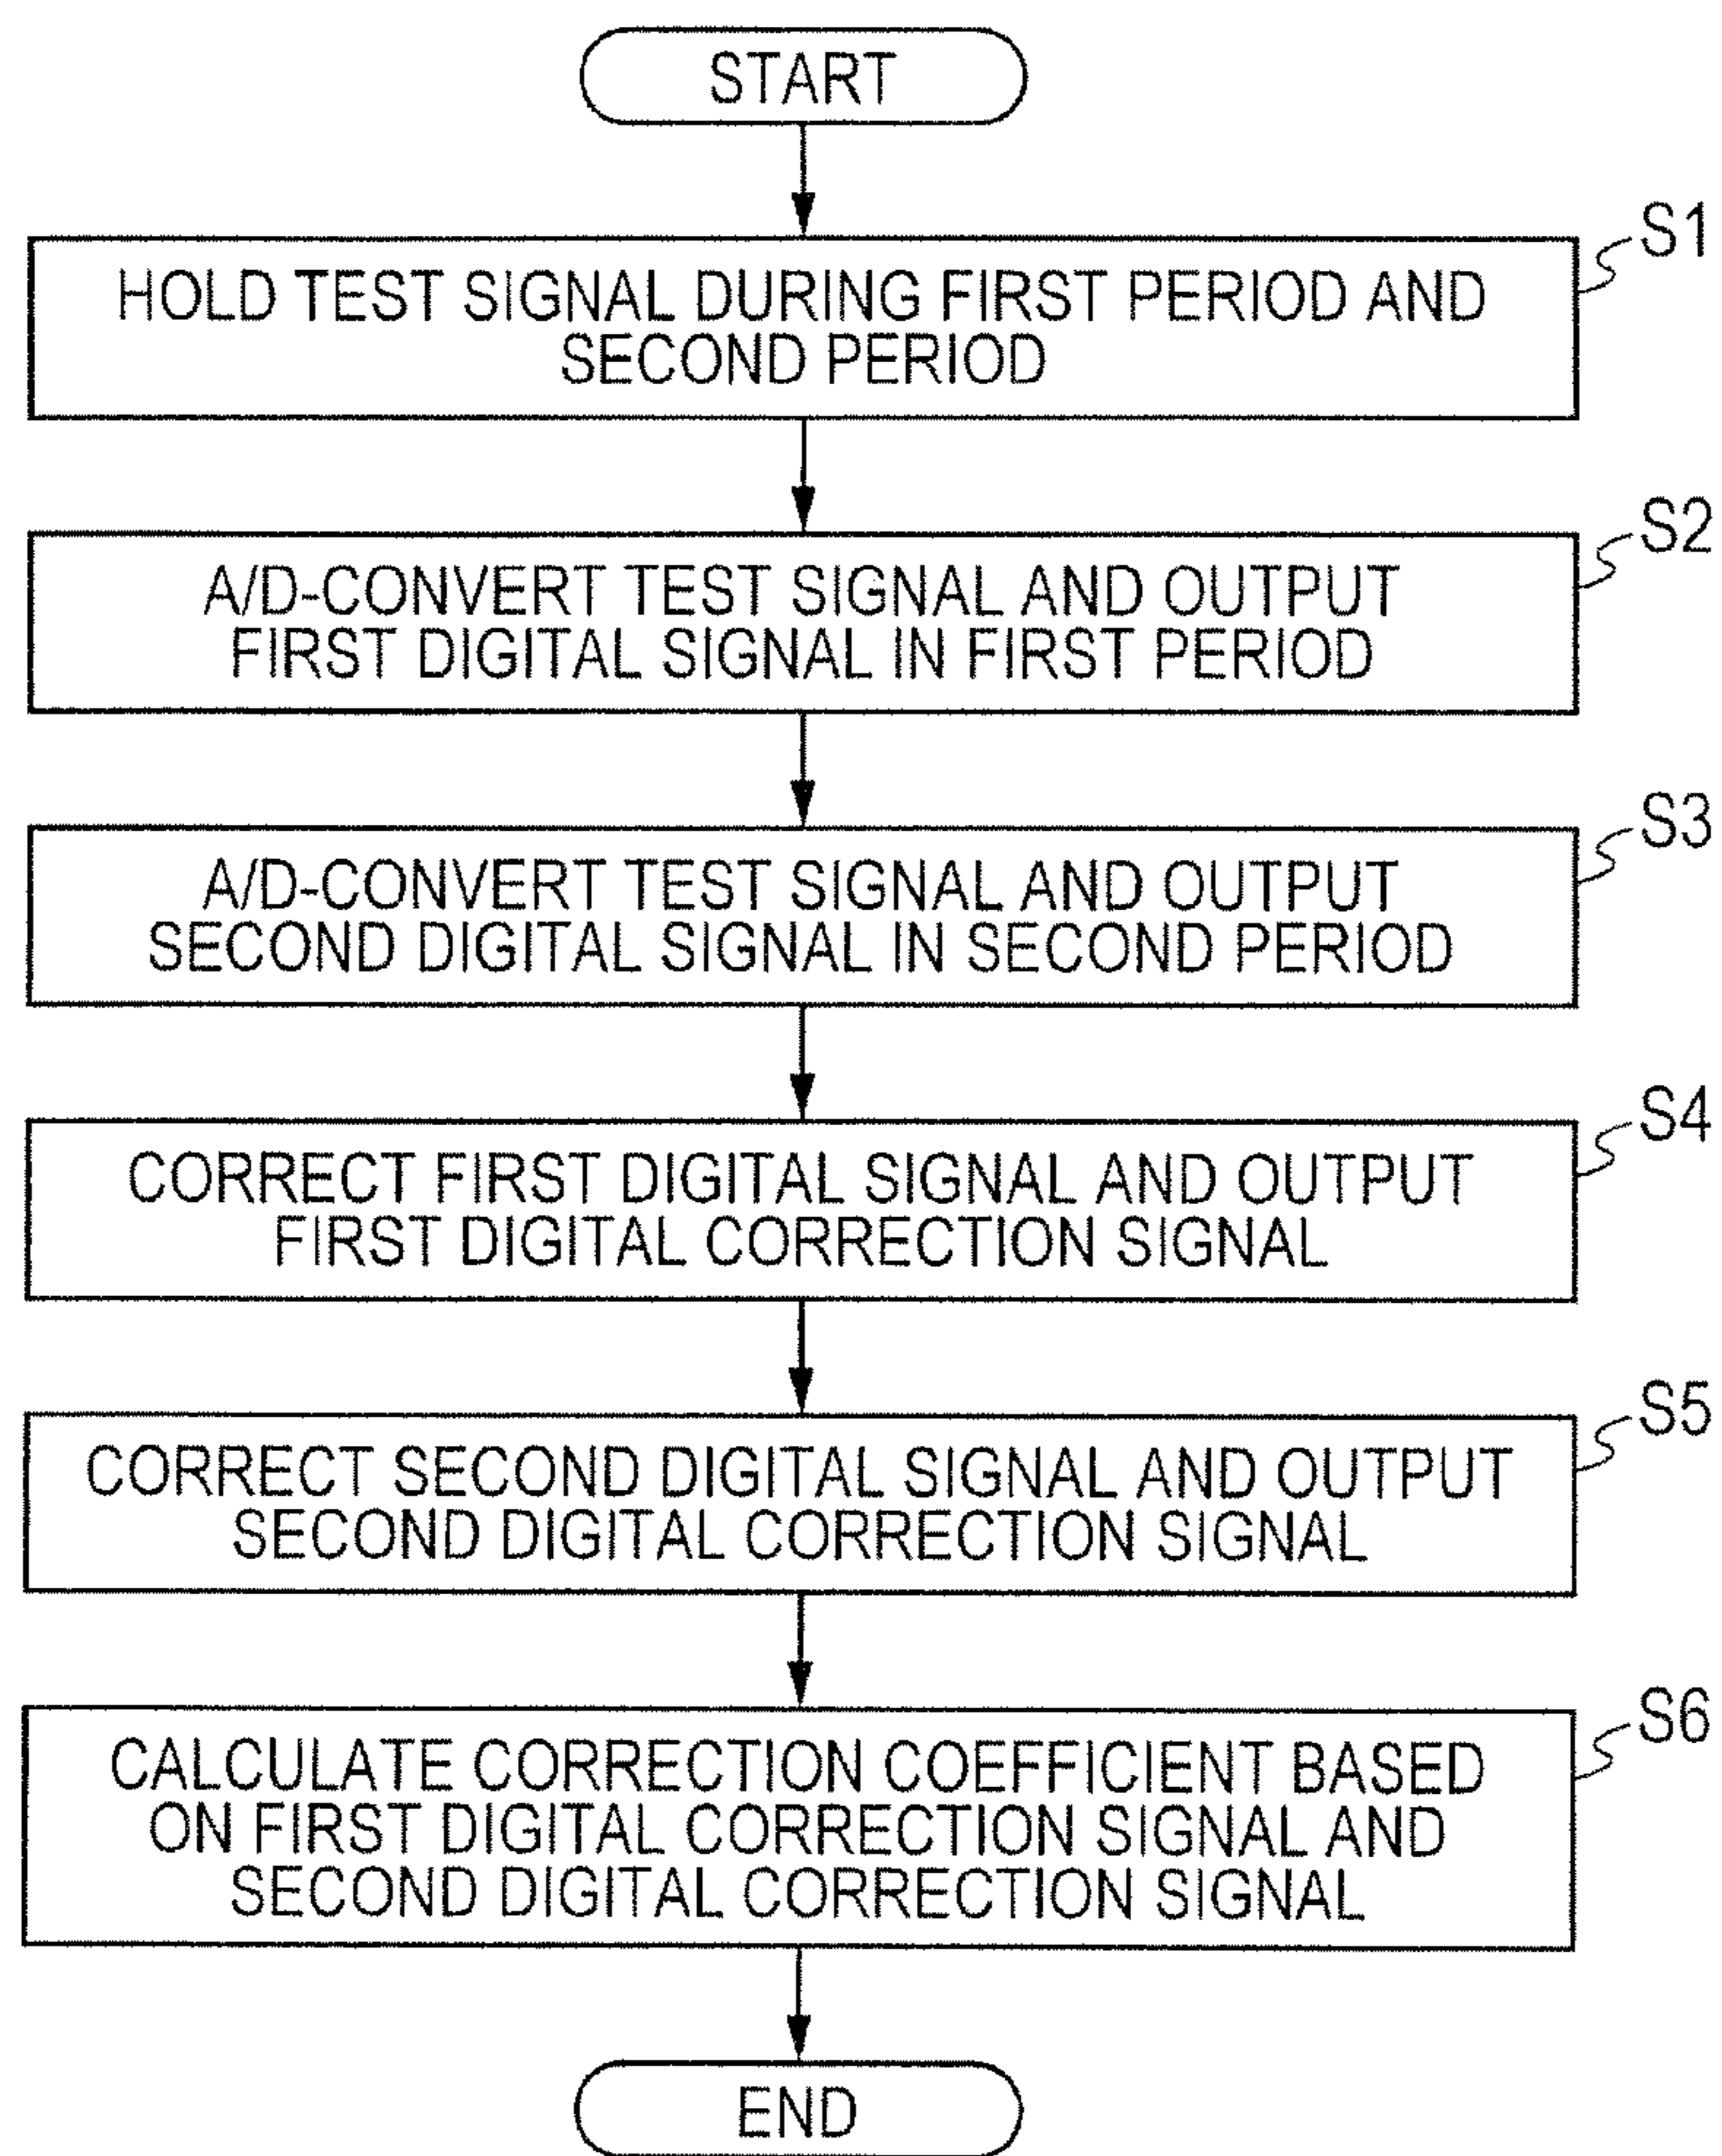 START
S1
HOLD TEST SIGNAL DURING FIRST PERIOD AND
SECOND PERIOD
S2
A/D-CONVERT TEST SIGNAL AND OUTPUT
FIRST DIGITAL SIGNAL IN FIRST PERIOD
S3
A/D-CONVERT TEST SIGNAL AND OUTPUT
SECOND DIGITAL SIGNAL IN SECOND PERIOD
S4
CORRECT FIRST DIGITAL SIGNAL AND OUTPUT
FIRST DIGITAL CORRECTION SIGNAL
S5
CORRECT SECOND DIGITAL SIGNAL AND OUTPUT
SECOND DIGITAL CORRECTION SIGNAL
S6
CALCULATE CORRECTION COEFFICIENT BASED
ON FIRST DIGITAL CORRECTION SIGNAL AND
SECOND DIGITAL CORRECTION SIGNAL
END